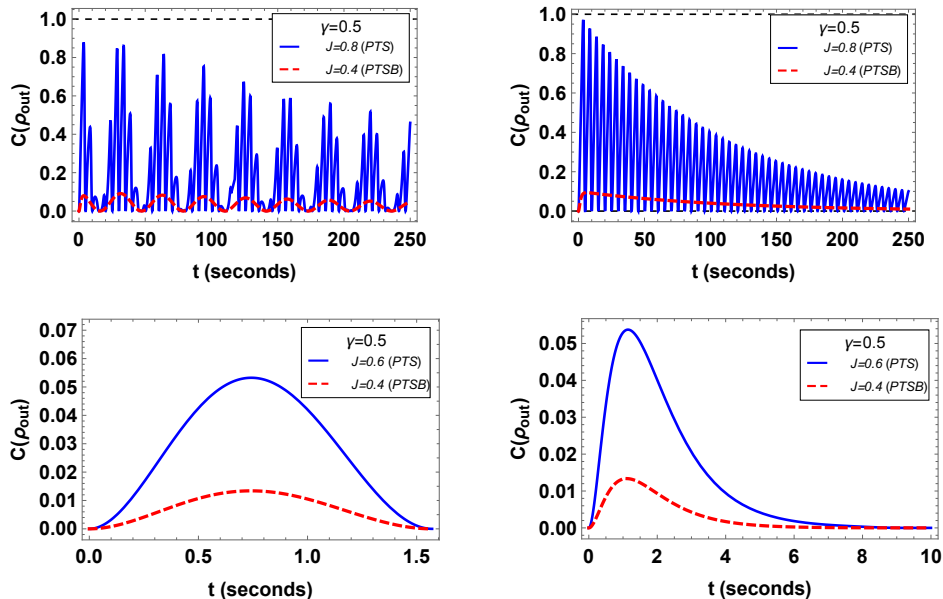 1.0
0.8
0.6
0.4
0.2
0.0
C(ρout)
γ=0.5
J=0.8 (PTS)
J=0.4 (PTSB)
0 50 100 150 200 250
t (seconds)
1.0
0.8
0.6
0.4
0.2
0.0
C(ρout)
γ=0.5
J=0.8 (PTS)
J=0.4 (PTSB)
0 50 100 150 200 250
t (seconds)
0.07
0.06
0.05
0.04
0.03
0.02
0.01
0.00
C(ρout)
γ=0.5
J=0.6 (PTS)
J=0.4 (PTSB)
0.0 0.5 1.0 1.5
t (seconds)
0.05
0.04
0.03
0.02
0.01
0.00
C(ρout)
γ=0.5
J=0.6 (PTS)
J=0.4 (PTSB)
0 2 4 6 8 10
t (seconds)